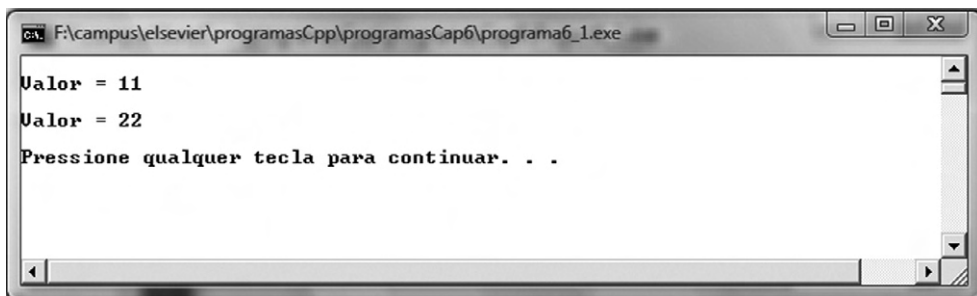 F:\campus\elsevier\programasCpp\programasCap6\programa6_1.exe
Valor = 11
Valor = 22
Pressione qualquer tecla para continuar. . .